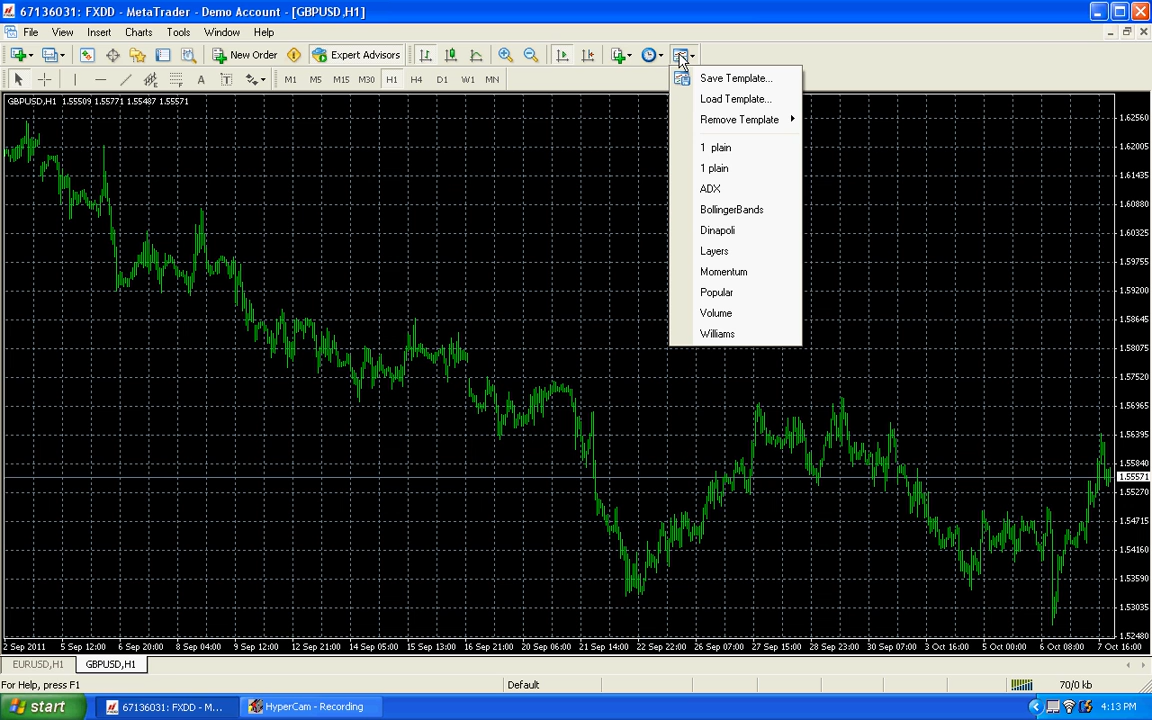 67136031: FXDD - MetaTrader - Demo Account - [GBPUSD,H1]
File View Insert Charts Tools Window Help
New Order Expert Advisors
A T M1 M5 M15 M30 H1 H4 D1 W1 MN
GBPUSD,H1 1.55509 1.55771 1.55487 1.55571
Save Template...
Load Template...
Remove Template
1 plain
1 plain
ADX
BollingerBands
Dinapoli
Layers
Momentum
Popular
Volume
Williams
1.62560
1.62005
1.61435
1.60880
1.60325
1.59755
1.59200
1.58645
1.58075
1.57520
1.56965
1.56395
1.55840
1.55571
1.55270
1.54715
1.54160
1.53590
1.53035
1.52480
2 Sep 2011 5 Sep 12:00 6 Sep 20:00 8 Sep 04:00 9 Sep 12:00 12 Sep 21:00 14 Sep 05:00 15 Sep 13:00 16 Sep 21:00 20 Sep 06:00 21 Sep 14:00 22 Sep 22:00 26 Sep 07:00 27 Sep 15:00 28 Sep 23:00 30 Sep 07:00 3 Oct 16:00 5 Oct 00:00 6 Oct 08:00 7 Oct 16:00
EURUSD,H1 GBPUSD,H1
For Help, press F1 Default 70/0 kb
start 67136031: FXDD - M... HyperCam - Recording 4:13 PM